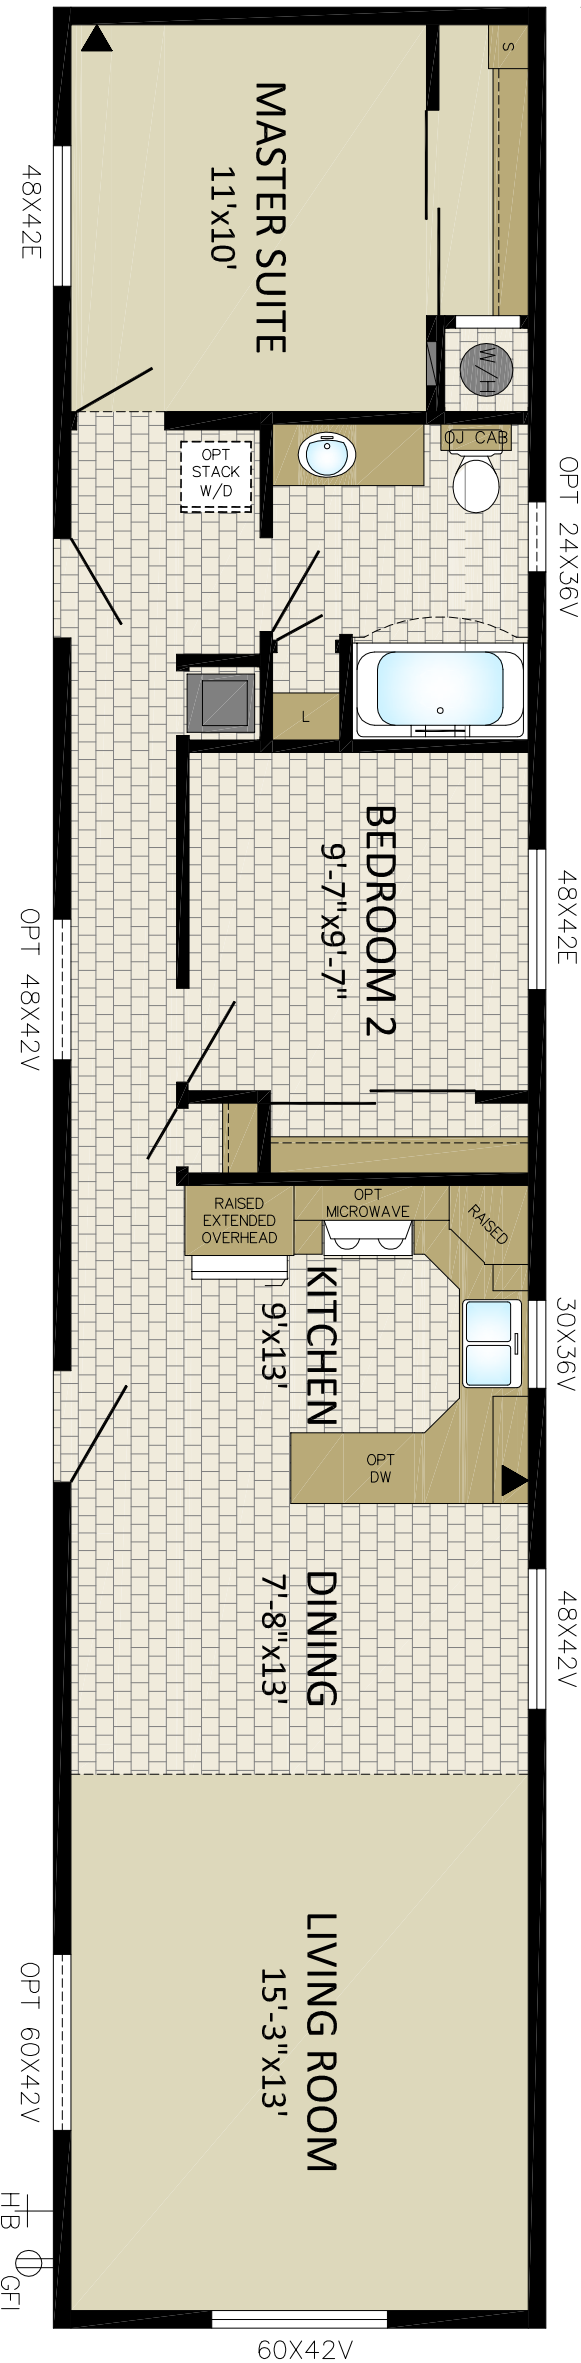 S
MASTER SUITE
11'x10'
48X42E
W/H
OJ CAB
OPT
STACK
W/D
OPT 24X36V
L
BEDROOM 2
9'-7"x9'-7"
48X42E
OPT 48X42V
RAISED
EXTENDED
OVERHEAD
OPT
MICROWAVE
RAISED
KITCHEN
9'x13'
30X36V
OPT
DW
DINING
7'-8"x13'
48X42V
LIVING ROOM
15'-3"x13'
OPT 60X42V
HB
GFI
60X42V